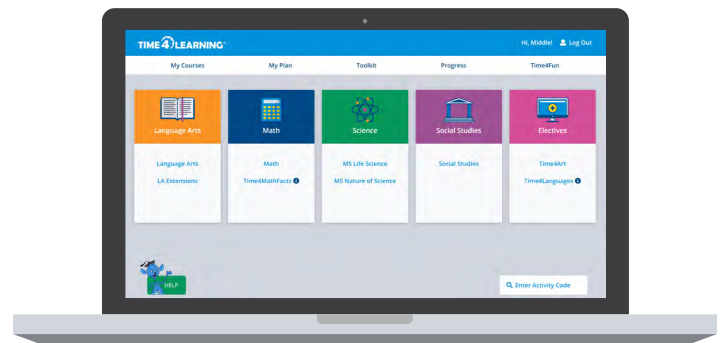 TIME4LEARNING
Hi, Middle! Log Out
My Courses My Plan Toolkit Progress Time4Fun
Language Arts Math Science Social Studies Electives
Language Arts Math MS Life Science Social Studies Time4Art
LA Extensions Time4MathFacts MS Nature of Science Time4Languages
HELP
Enter Activity Code